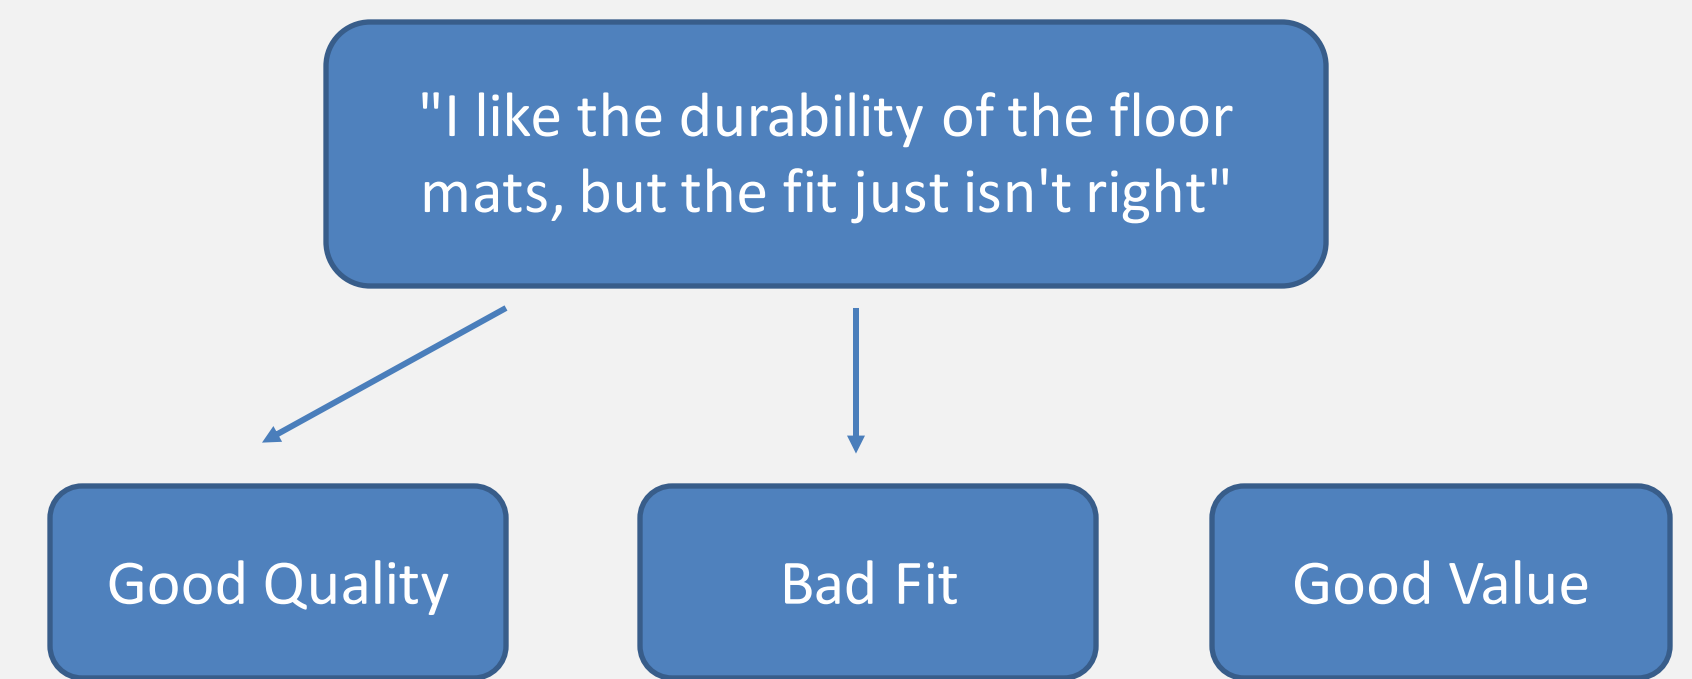 "I like the durability of the floor
mats, but the fit just isn't right"
Good Quality
Bad Fit
Good Value